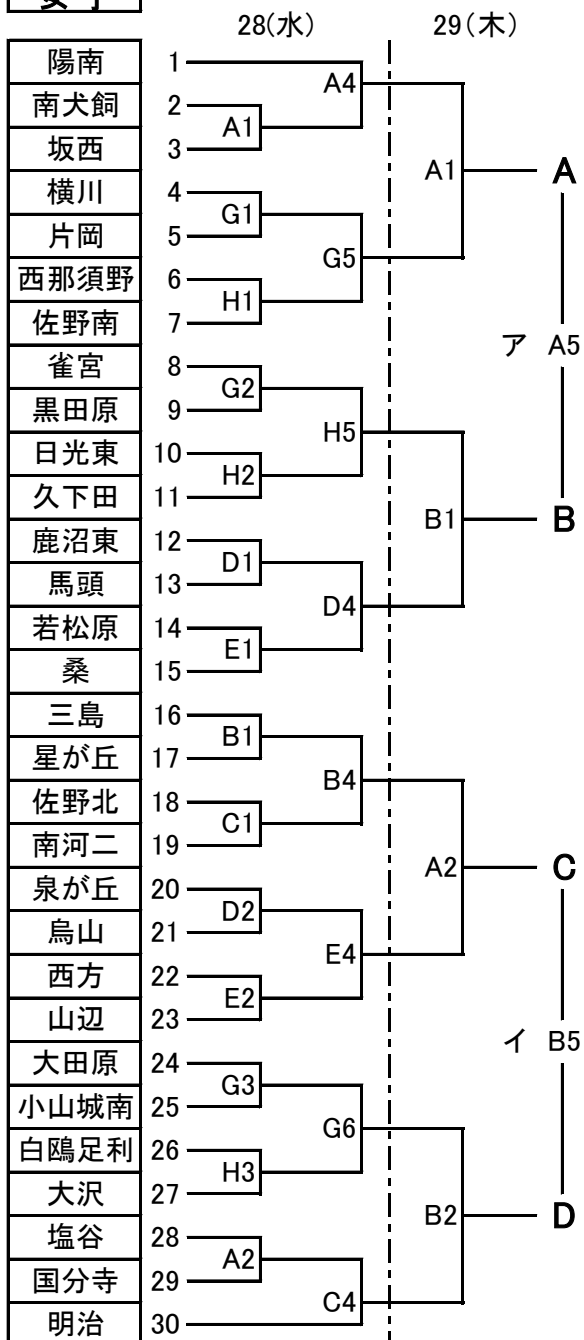 女子
28(水) 29(木)
陽南 1
南犬飼 2
坂西 3
横川 4
片岡 5
西那須野 6
佐野南 7
雀宮 8
黒田原 9
日光東 10
久下田 11
鹿沼東 12
馬頭 13
若松原 14
桑 15
三島 16
星が丘 17
佐野北 18
南河二 19
泉が丘 20
烏山 21
西方 22
山辺 23
大田原 24
小山城南 25
白鴎足利 26
大沢 27
塩谷 28
国分寺 29
明治 30
A1
G1
H1
G2
H2
D1
E1
B1
C1
D2
E2
G3
H3
A2
A4
G5
H5
D4
B4
E4
G6
C4
A1
B1
A2
B2
A
ア A5
B
C
イ B5
D